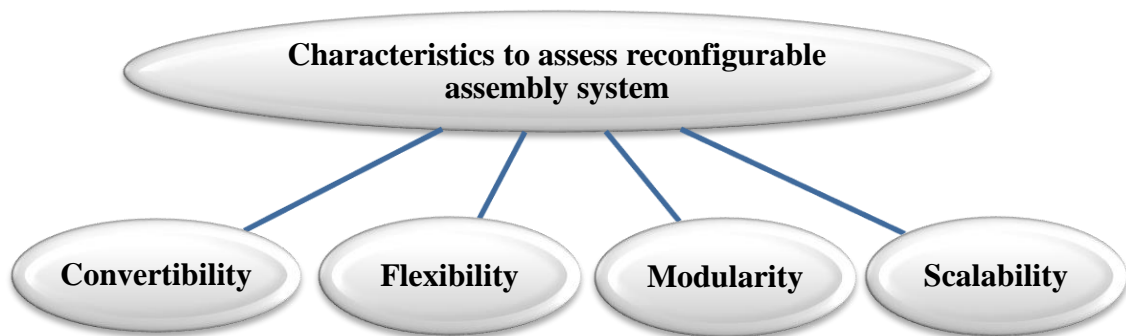 Characteristics to assess reconfigurable
assembly system
Convertibility
Flexibility
Modularity
Scalability